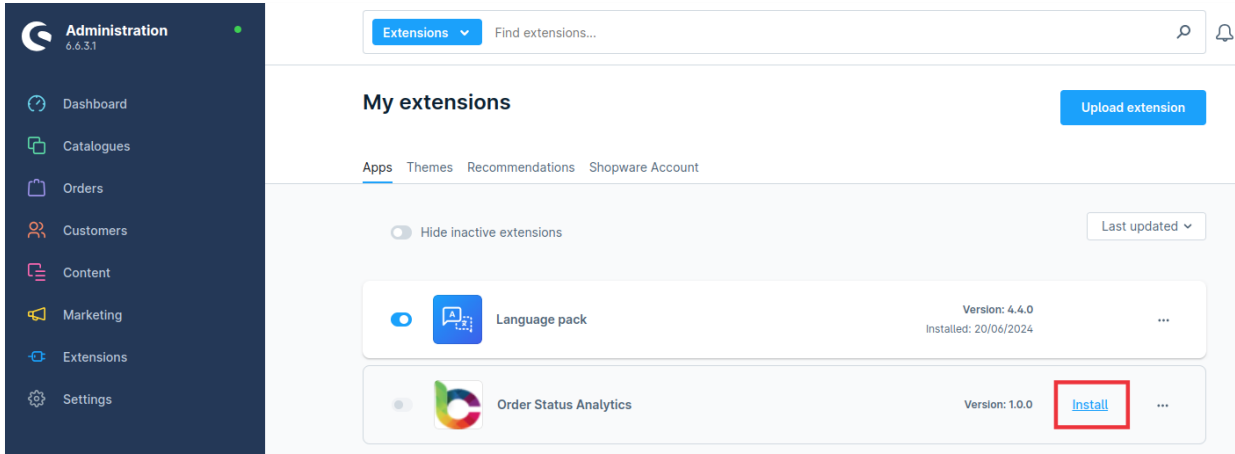 Administration
6.6.3.1
Extensions
Find extensions...
Dashboard
Catalogues
Orders
Customers
Content
Marketing
Extensions
Settings
My extensions
Upload extension
Apps Themes Recommendations Shopware Account
Hide inactive extensions
Last updated
Language pack
Version: 4.4.0
Installed: 20/06/2024
Order Status Analytics
Version: 1.0.0
Install